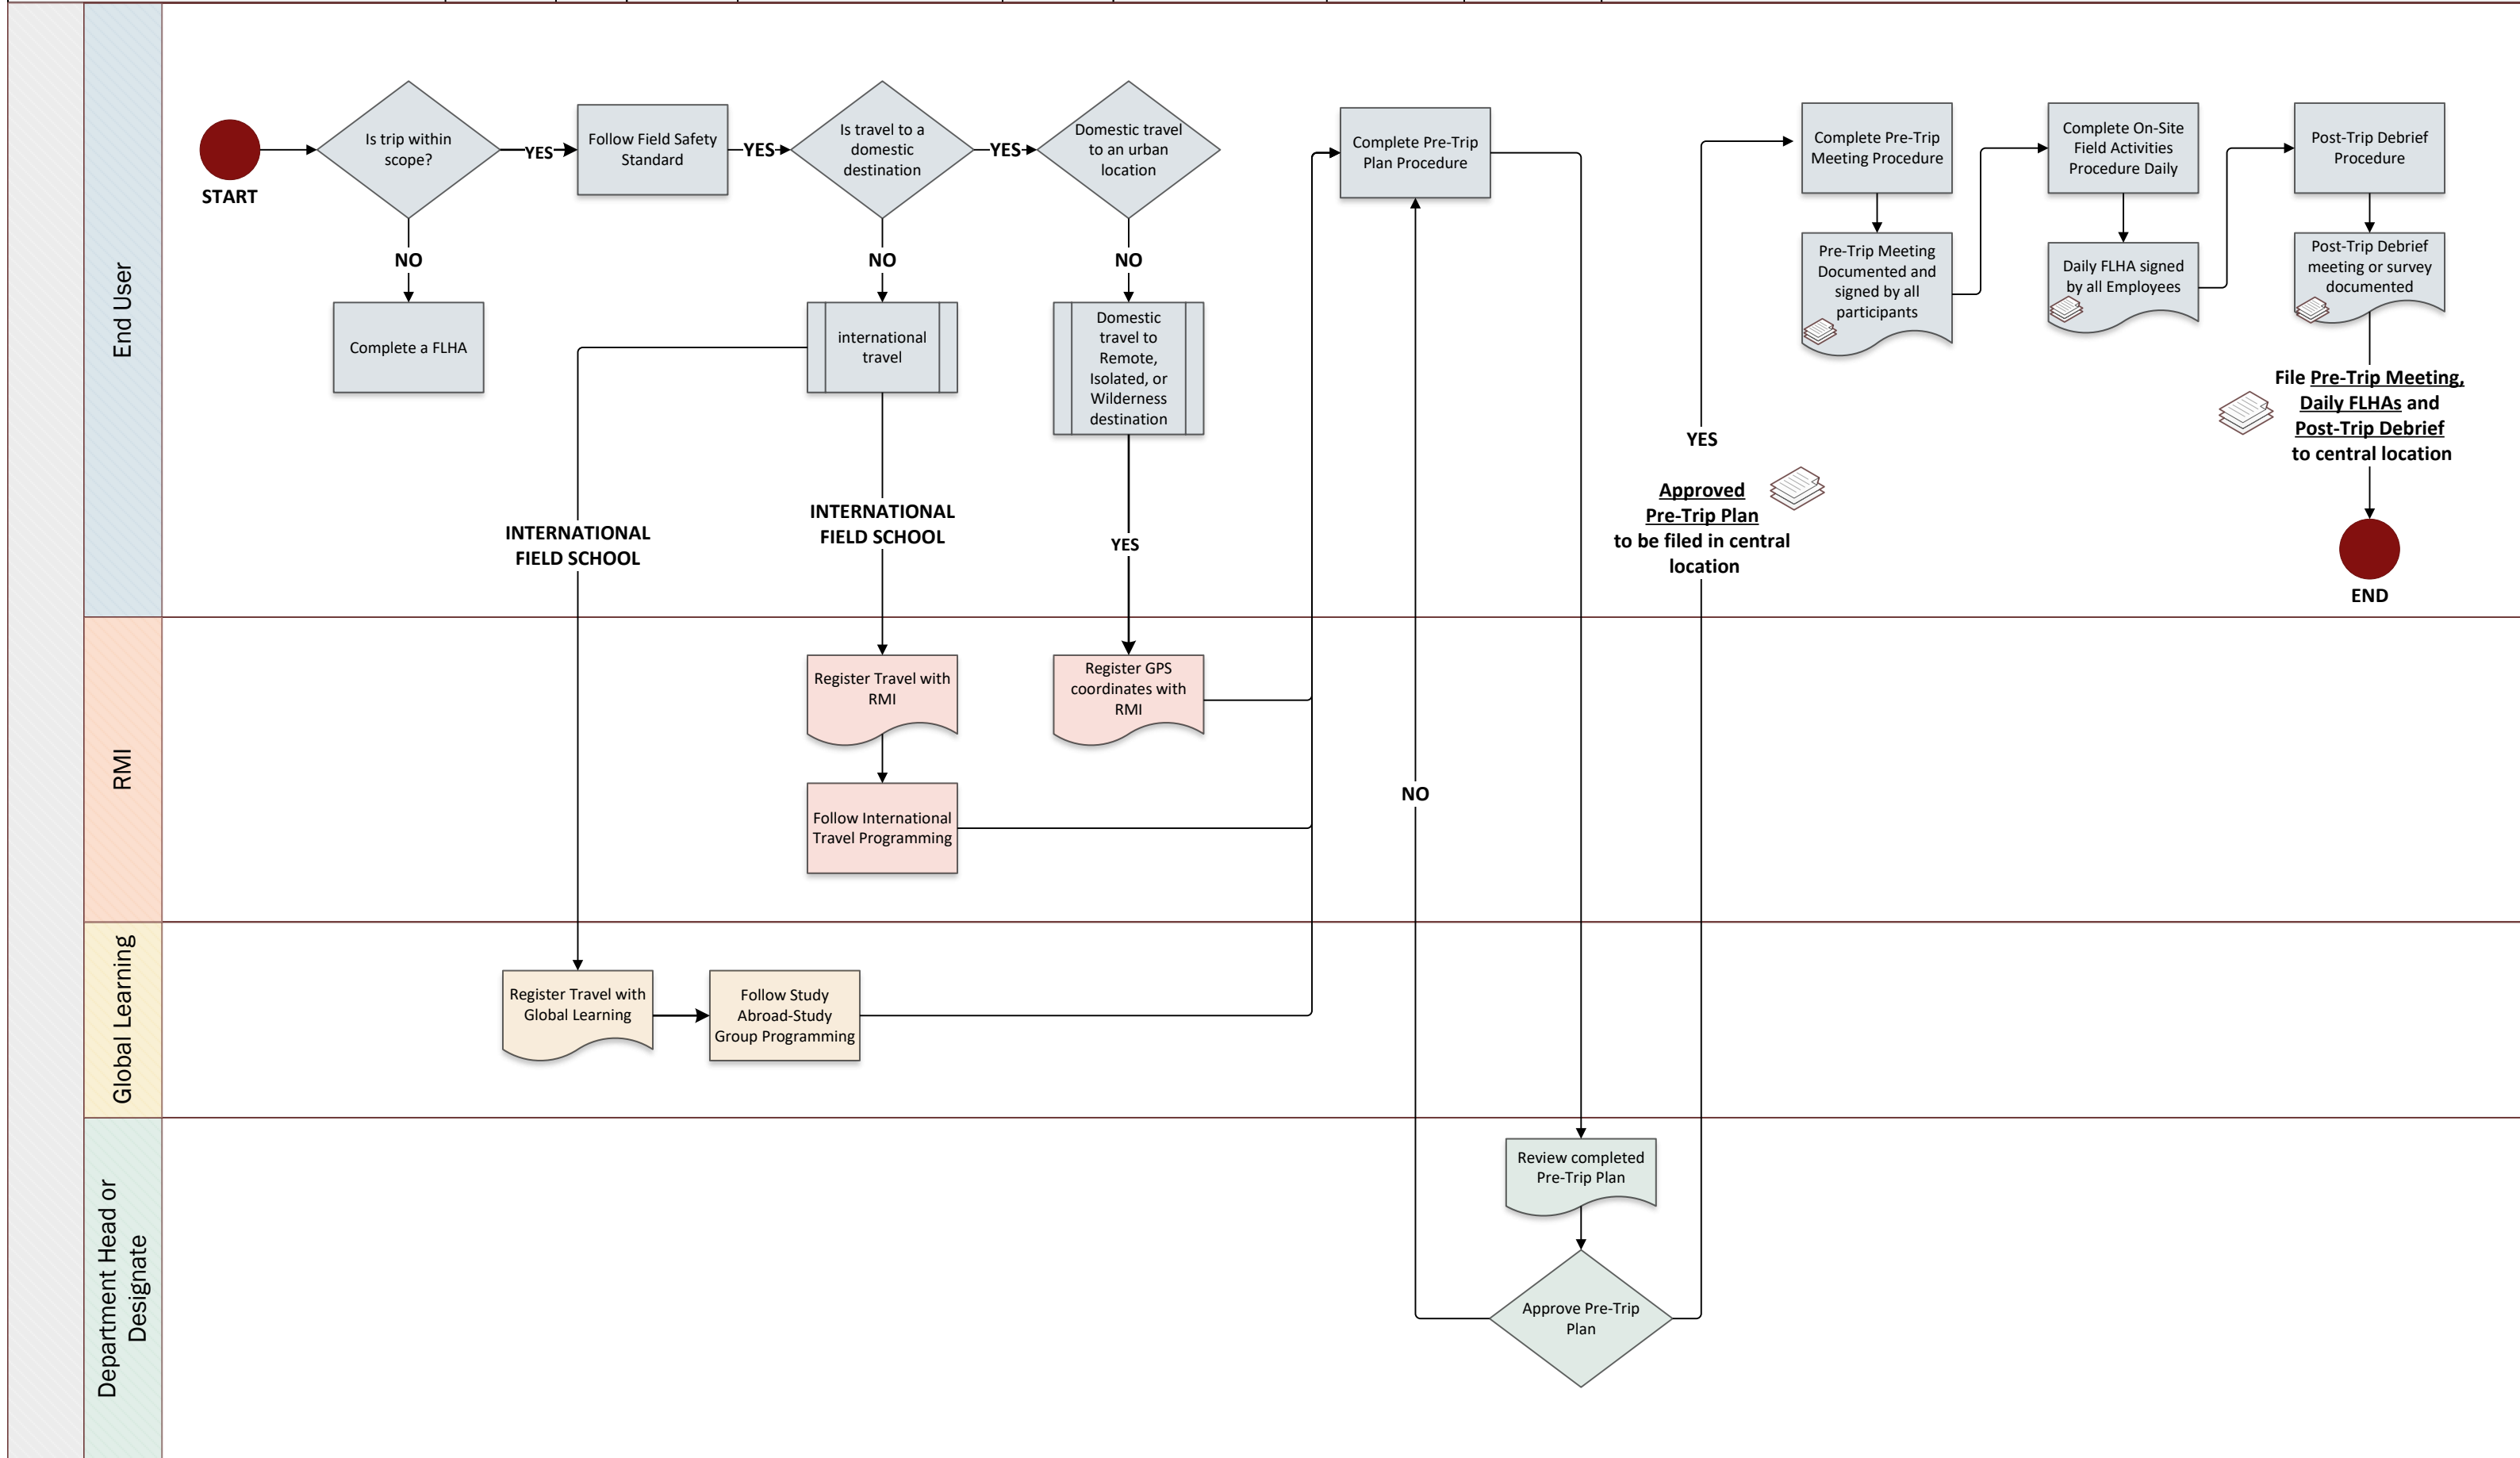 End User
START
Is trip within
scope?
YES
NO
Complete a FLHA
Follow Field Safety
Standard
YES
Is travel to a
domestic
destination
YES
NO
international
travel
Domestic travel
to an urban
location
NO
Domestic
travel to
Remote,
Isolated, or
Wilderness
destination
INTERNATIONAL
FIELD SCHOOL
INTERNATIONAL
FIELD SCHOOL
YES
Complete Pre-Trip
Plan Procedure
YES
Approved
Pre-Trip Plan
to be filed in central
location
Complete Pre-Trip
Meeting Procedure
Pre-Trip Meeting
Documented and
signed by all
participants
Complete On-Site
Field Activities
Procedure Daily
Daily FLHA signed
by all Employees
Post-Trip Debrief
Procedure
Post-Trip Debrief
meeting or survey
documented
File Pre-Trip Meeting,
Daily FLHAs and
Post-Trip Debrief
to central location
END
RMI
Register Travel with
RMI
Follow International
Travel Programming
Register GPS
coordinates with
RMI
NO
Global Learning
Register Travel with
Global Learning
Follow Study
Abroad-Study
Group Programming
Department Head or
Designate
Review completed
Pre-Trip Plan
Approve Pre-Trip
Plan